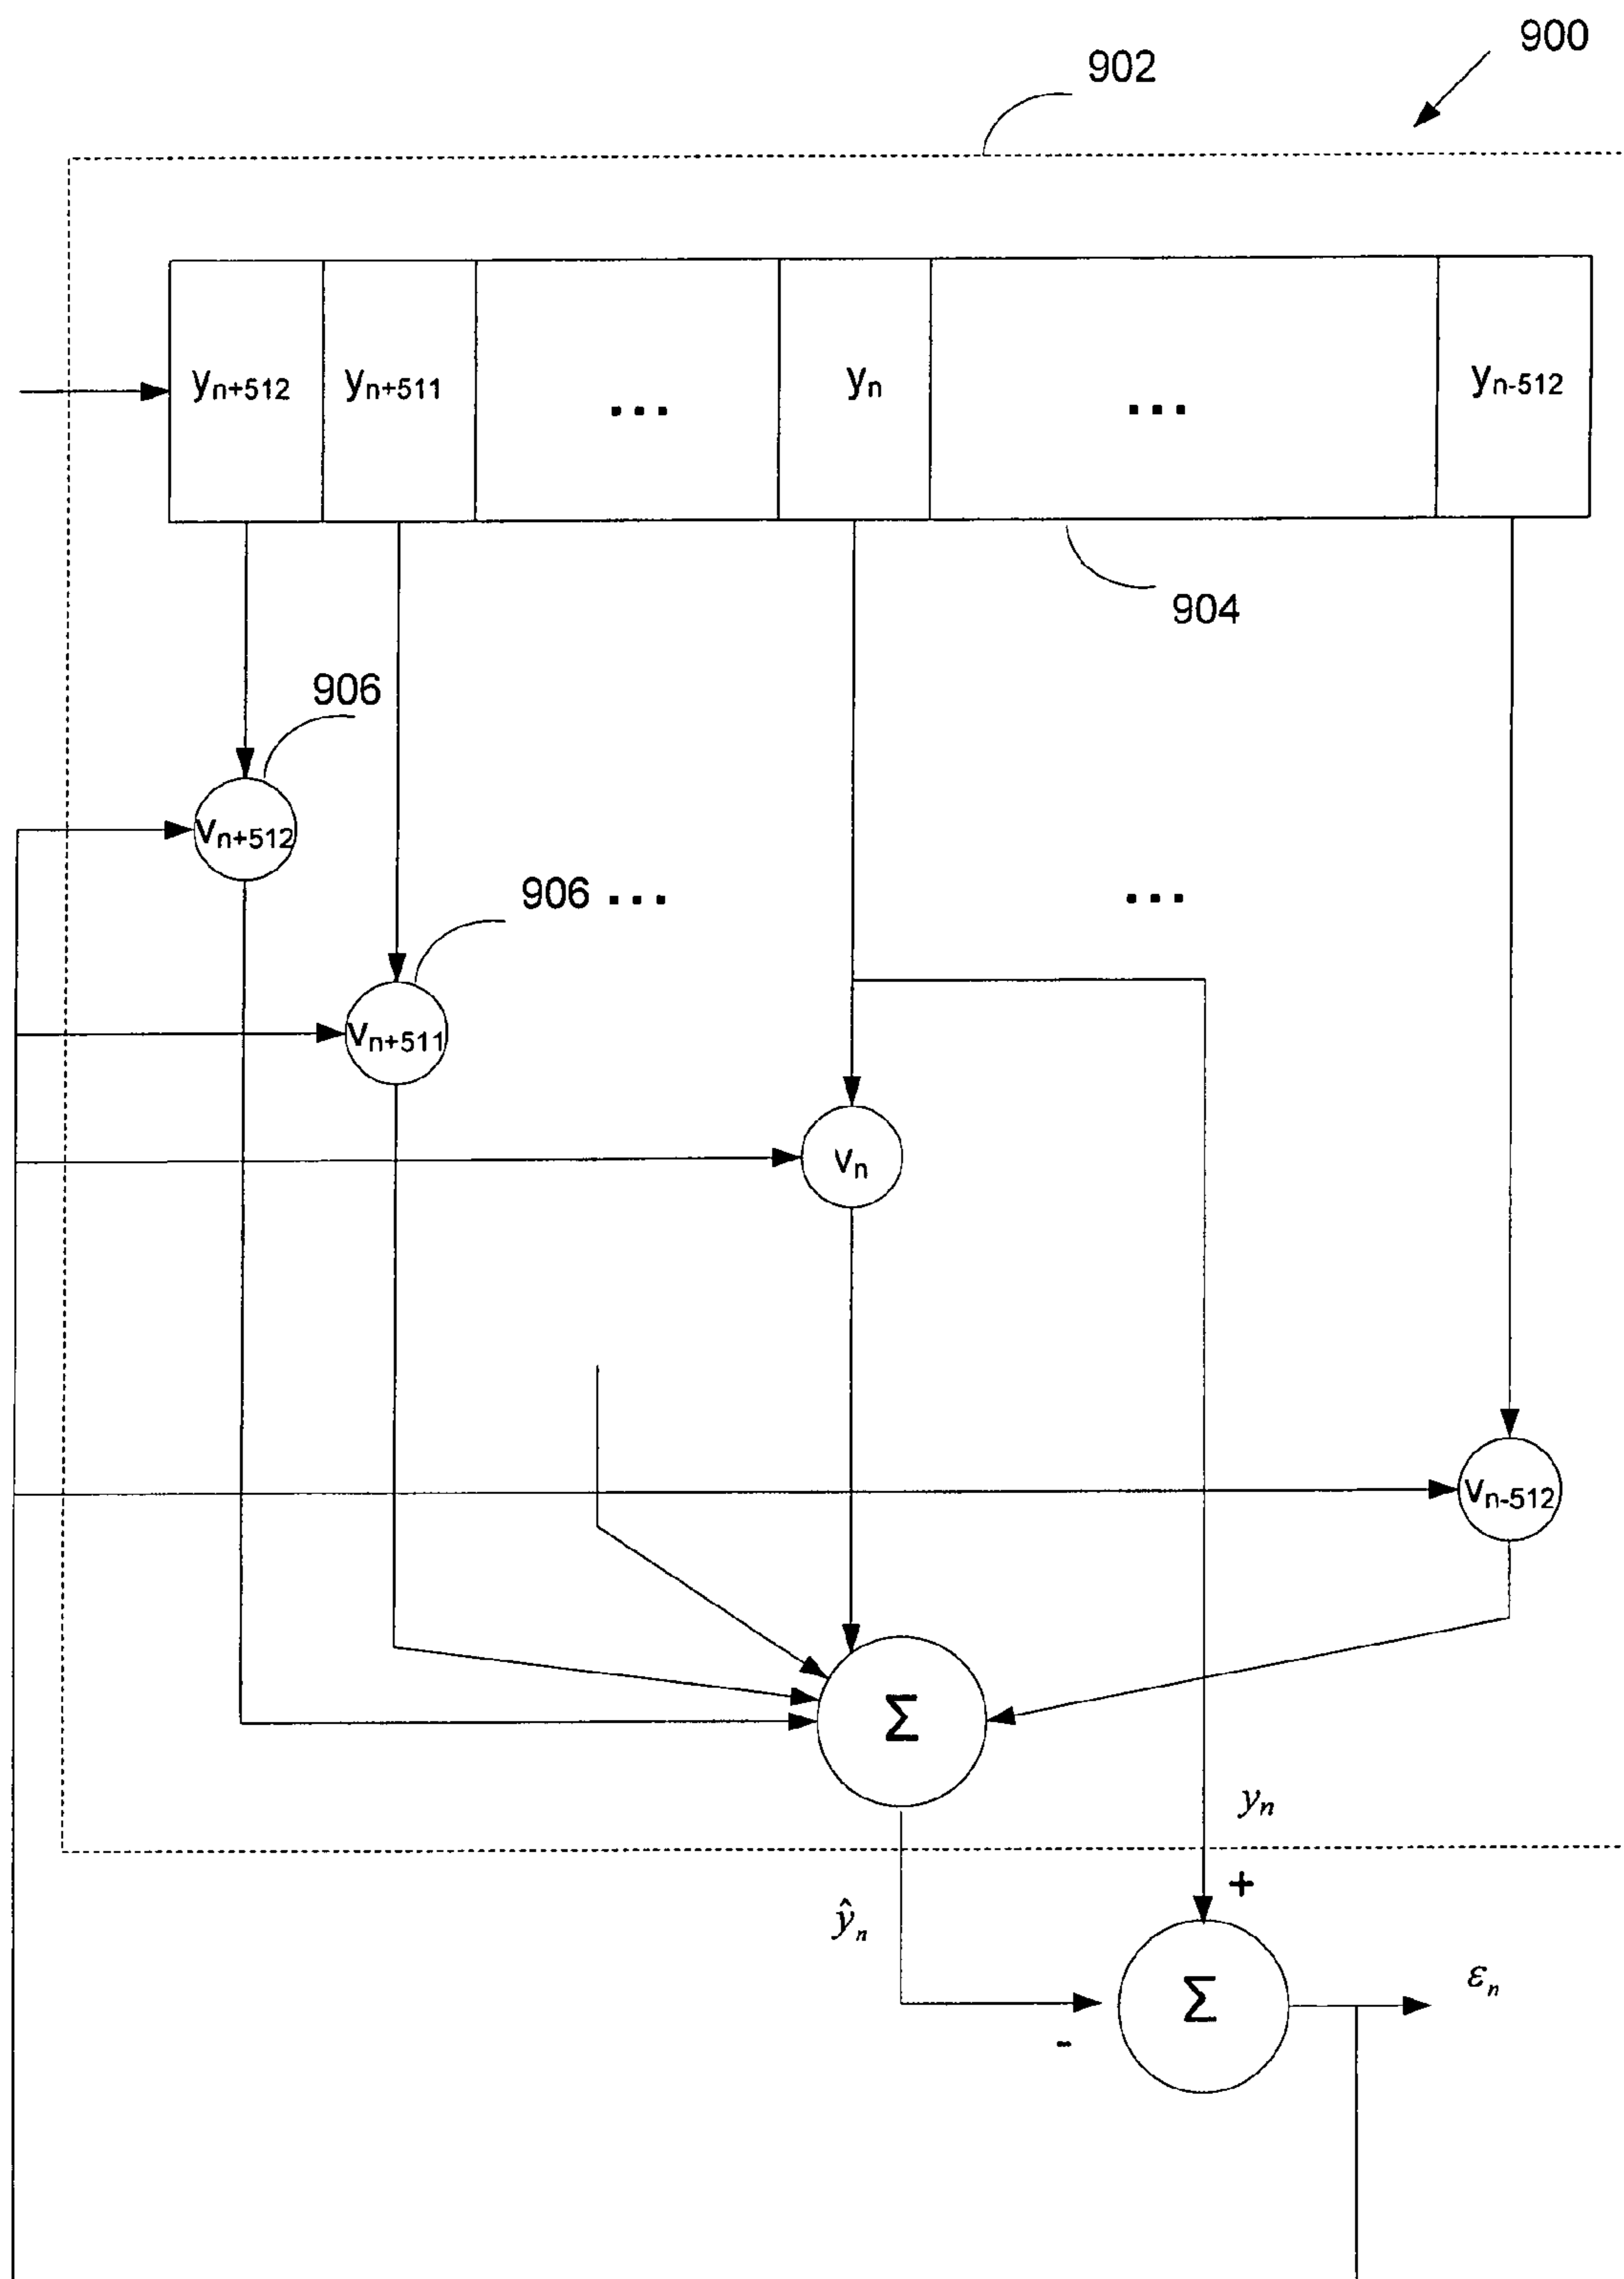 900
902
yn+512 yn+511 ... yn ... yn-512
904
906
vn+512
906 ... ...
vn+511
vn
vn-512
Σ
yn
+
ŷn
εn
Σ
-